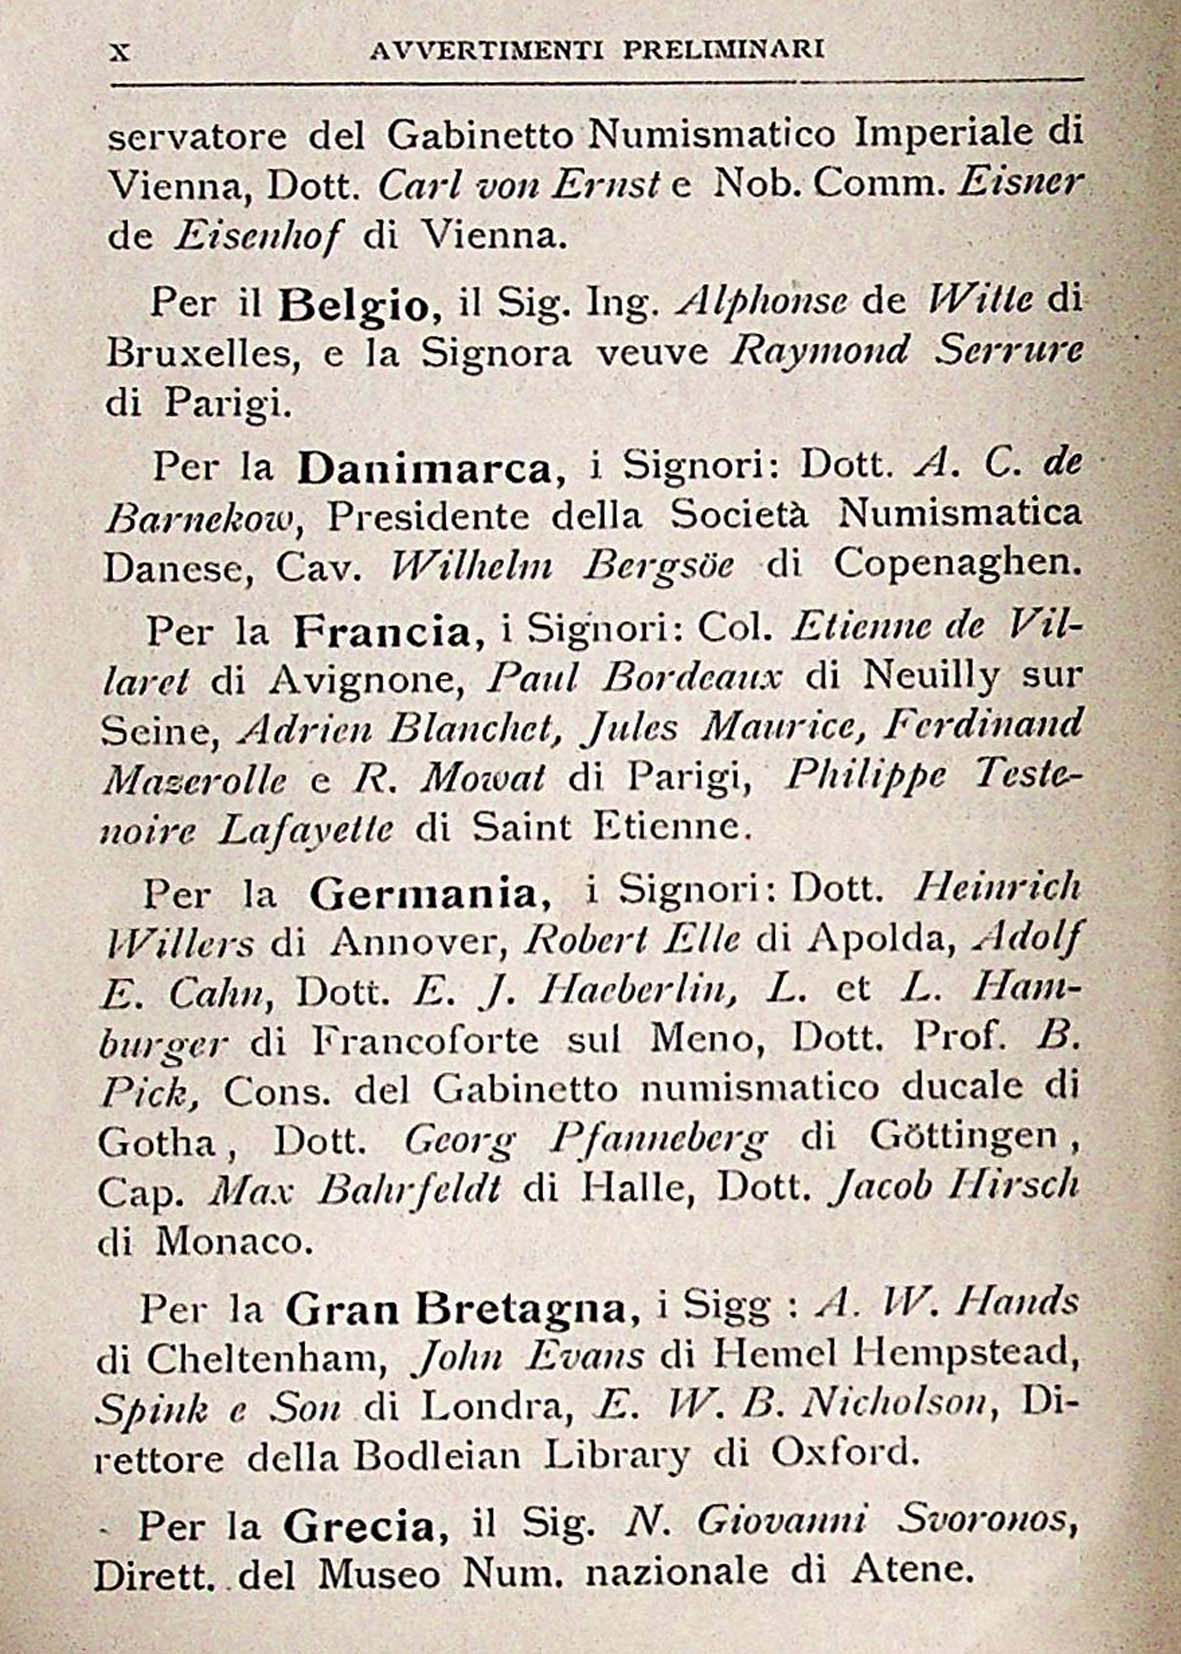 X AVVERTIMENTI PRELIMINARI
servatore del Gabinetto Numismatico Imperiale di
Vienna, Dott. Carl von Ernst e Nob. Comm. Eisner
de Eisenhof di Vienna.
Per il Belgio, il Sig. Ing. Alphonse de Witte di
Bruxelles, e la Signora veuve Raymond Serrure
di Parigi.
Per la Danimarca, i Signori: Dott. A. C. de
Barnekow, Presidente della Società Numismatica
Danese, Cav. Wilhelm Bergsöe di Copenaghen.
Per la Francia, i Signori: Col. Etienne de Vil-
laret di Avignone, Paul Bordeaux di Neuilly sur
Seine, Adrien Blanchet, Jules Maurice, Ferdinand
Mazerolle e R. Mowat di Parigi, Philippe Teste-
noire Lafayette di Saint Etienne.
Per la Germania, i Signori: Dott. Heinrich
Willers di Annover, Robert Elle di Apolda, Adolf
E. Cahn, Dott. E. J. Haeberlin, L. et L. Ham-
burger di Francoforte sul Meno, Dott. Prof. B.
Pick, Cons. del Gabinetto numismatico ducale di
Gotha, Dott. Georg Pfanneberg di Göttingen,
Cap. Max Bahrfeldt di Halle, Dott. Jacob Hirsch
di Monaco.
Per la Gran Bretagna, i Sigg : A. W. Hands
di Cheltenham, John Evans di Hemel Hempstead,
Spink e Son di Londra, E. W. B. Nicholson, Di-
rettore della Bodleian Library di Oxford.
Per la Grecia, il Sig. N. Giovanni Svoronos,
Dirett. del Museo Num. nazionale di Atene.